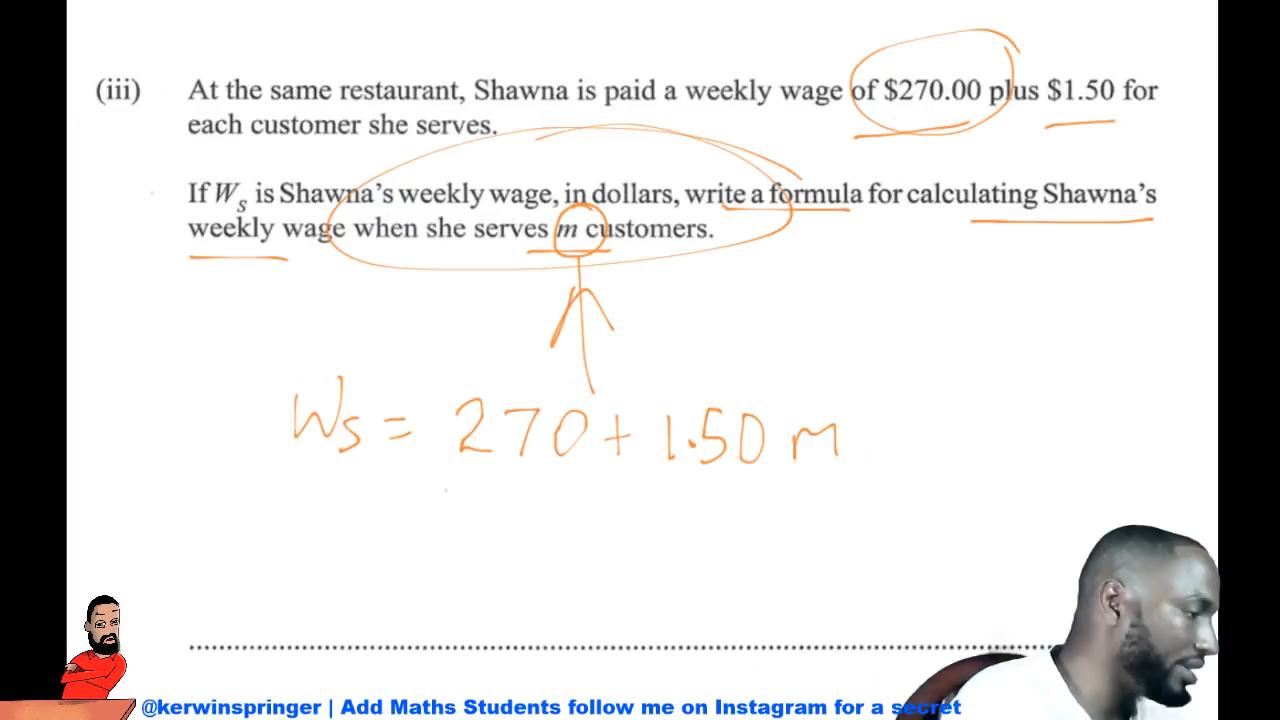 (iii) At the same restaurant, Shawna is paid a weekly wage of $270.00 plus $1.50 for
each customer she serves.
If Ws is Shawna's weekly wage, in dollars, write a formula for calculating Shawna's
weekly wage when she serves m customers.
Ws = 270 + 1.50 m
@kerwinspringer | Add Maths Students follow me on Instagram for a secret